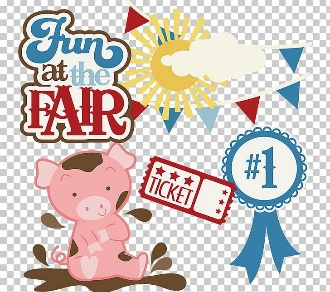 Fun
at the
FAIR
TICKET
#1